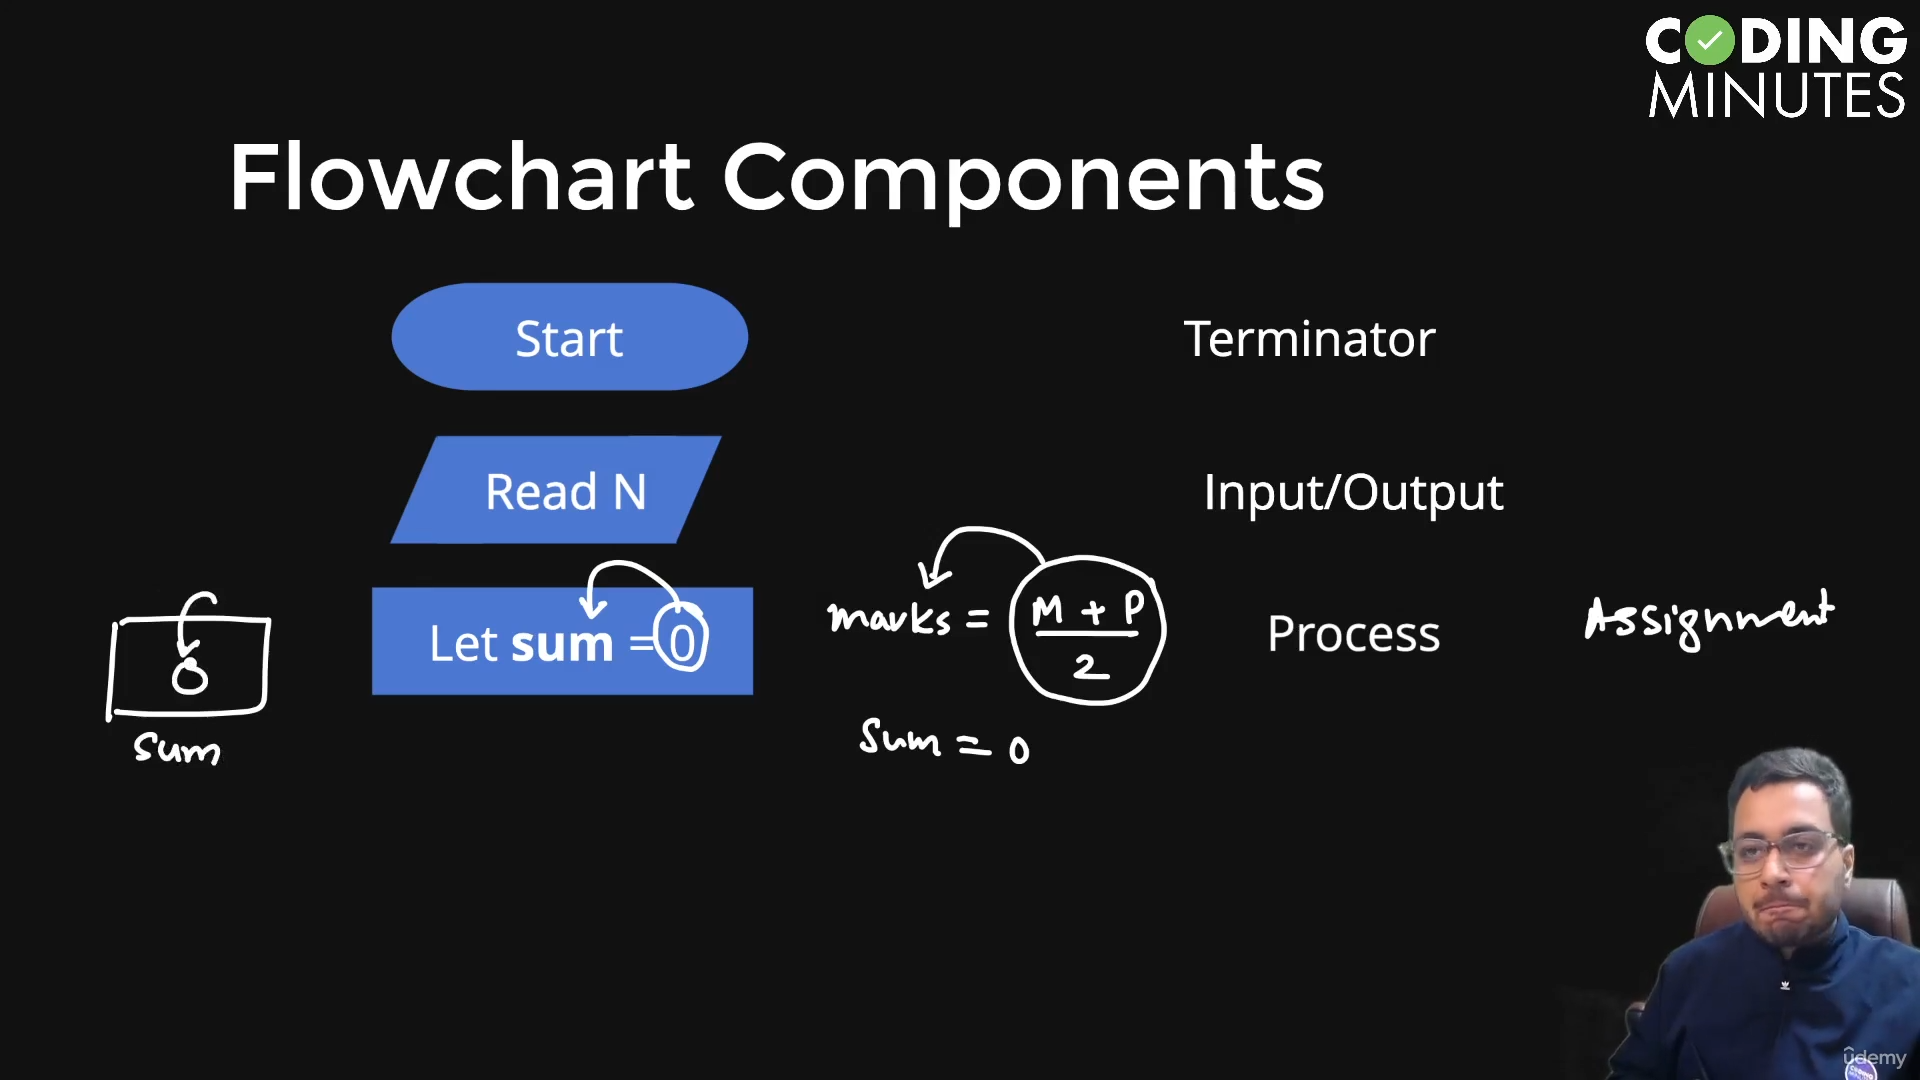 CODING
MINUTES
Flowchart Components
Start
Terminator
Read N
Input/Output
Let sum = 0
marks = M + P
2
Process
Assignment
0
sum
Sum = 0
ûdemy